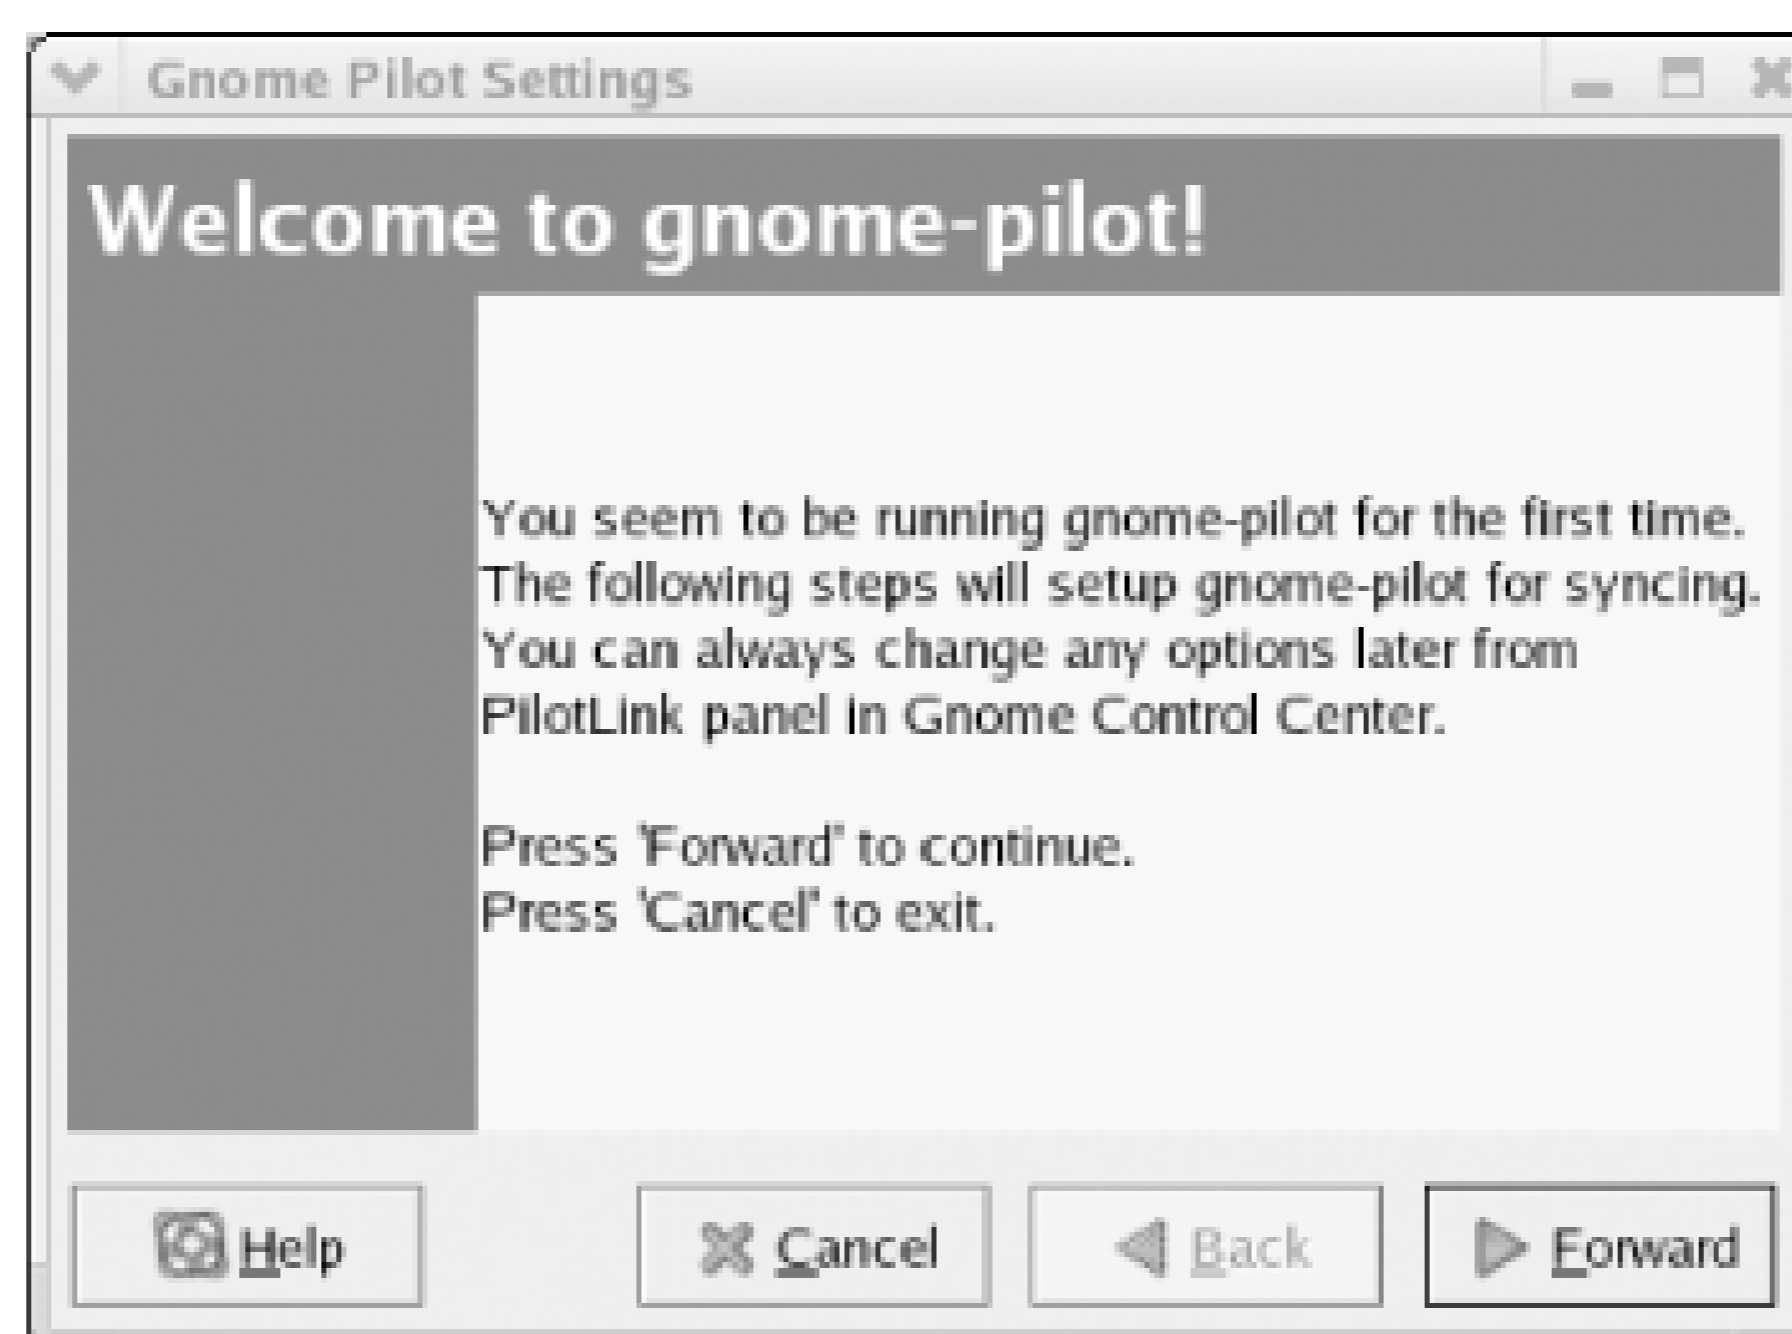 Gnome Pilot Settings
Welcome to gnome-pilot!
You seem to be running gnome-pilot for the first time.
The following steps will setup gnome-pilot for syncing.
You can always change any options later from
PilotLink panel in Gnome Control Center.
Press 'Forward' to continue.
Press 'Cancel' to exit.
Help
Cancel
Back
Forward